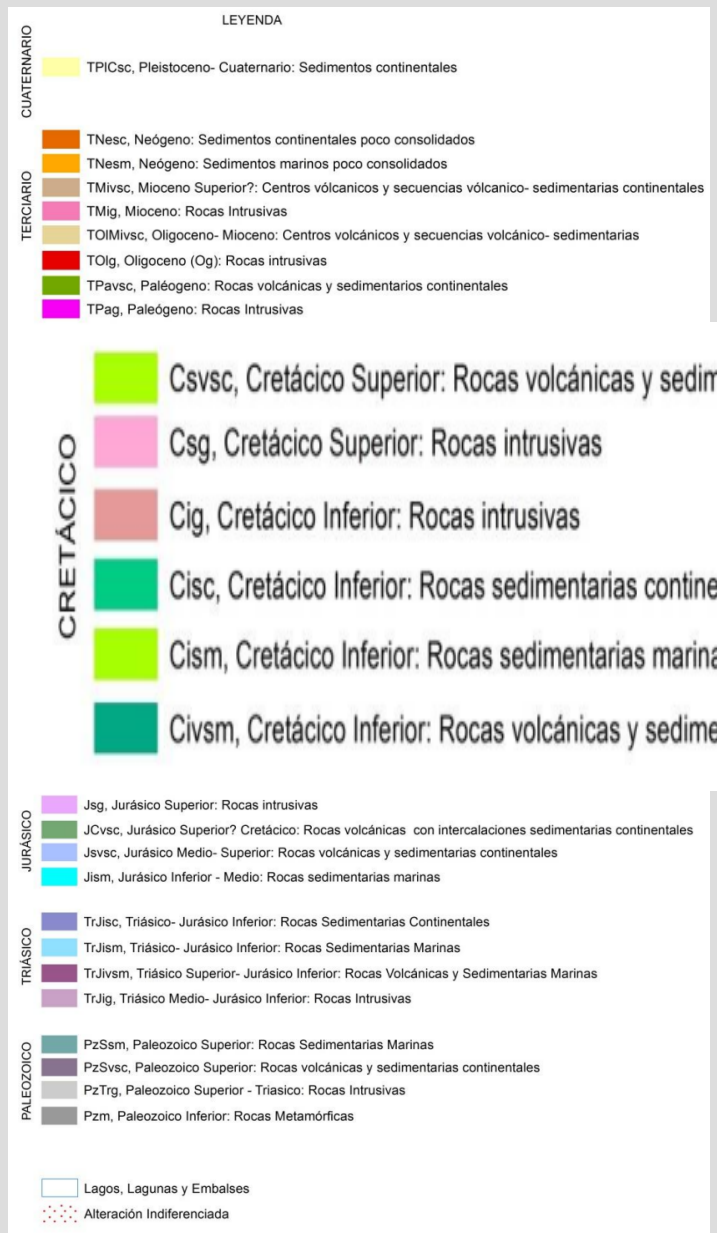 LEYENDA
CUATERNARIO
TPlCsc, Pleistoceno- Cuaternario: Sedimentos continentales
TERCIARIO
TNesc, Neógeno: Sedimentos continentales poco consolidados
TNesm, Neógeno: Sedimentos marinos poco consolidados
TMivsc, Mioceno Superior?: Centros vólcanicos y secuencias vólcanico- sedimentarias continentales
TMig, Mioceno: Rocas Intrusivas
TOlMivsc, Oligoceno- Mioceno: Centros volcánicos y secuencias volcánico- sedimentarias
TOlg, Oligoceno (Og): Rocas intrusivas
TPavsc, Paléogeno: Rocas volcánicas y sedimentarios continentales
TPag, Paleógeno: Rocas Intrusivas
CRETÁCICO
Csvsc, Cretácico Superior: Rocas volcánicas y sedim
Csg, Cretácico Superior: Rocas intrusivas
Cig, Cretácico Inferior: Rocas intrusivas
Cisc, Cretácico Inferior: Rocas sedimentarias contine
Cism, Cretácico Inferior: Rocas sedimentarias marina
Civsm, Cretácico Inferior: Rocas volcánicas y sedime
JURÁSICO
Jsg, Jurásico Superior: Rocas intrusivas
JCvsc, Jurásico Superior? Cretácico: Rocas volcánicas con intercalaciones sedimentarias continentales
Jsvsc, Jurásico Medio- Superior: Rocas volcánicas y sedimentarias continentales
Jism, Jurásico Inferior - Medio: Rocas sedimentarias marinas
TRIÁSICO
TrJisc, Triásico- Jurásico Inferior: Rocas Sedimentarias Continentales
TrJism, Triásico- Jurásico Inferior: Rocas Sedimentarias Marinas
TrJivsm, Triásico Superior- Jurásico Inferior: Rocas Volcánicas y Sedimentarias Marinas
TrJig, Triásico Medio- Jurásico Inferior: Rocas Intrusivas
PALEOZOICO
PzSsm, Paleozoico Superior: Rocas Sedimentarias Marinas
PzSvsc, Paleozoico Superior: Rocas volcánicas y sedimentarias continentales
PzTrg, Paleozoico Superior - Triasico: Rocas Intrusivas
Pzm, Paleozoico Inferior: Rocas Metamórficas
Lagos, Lagunas y Embalses
Alteración Indiferenciada